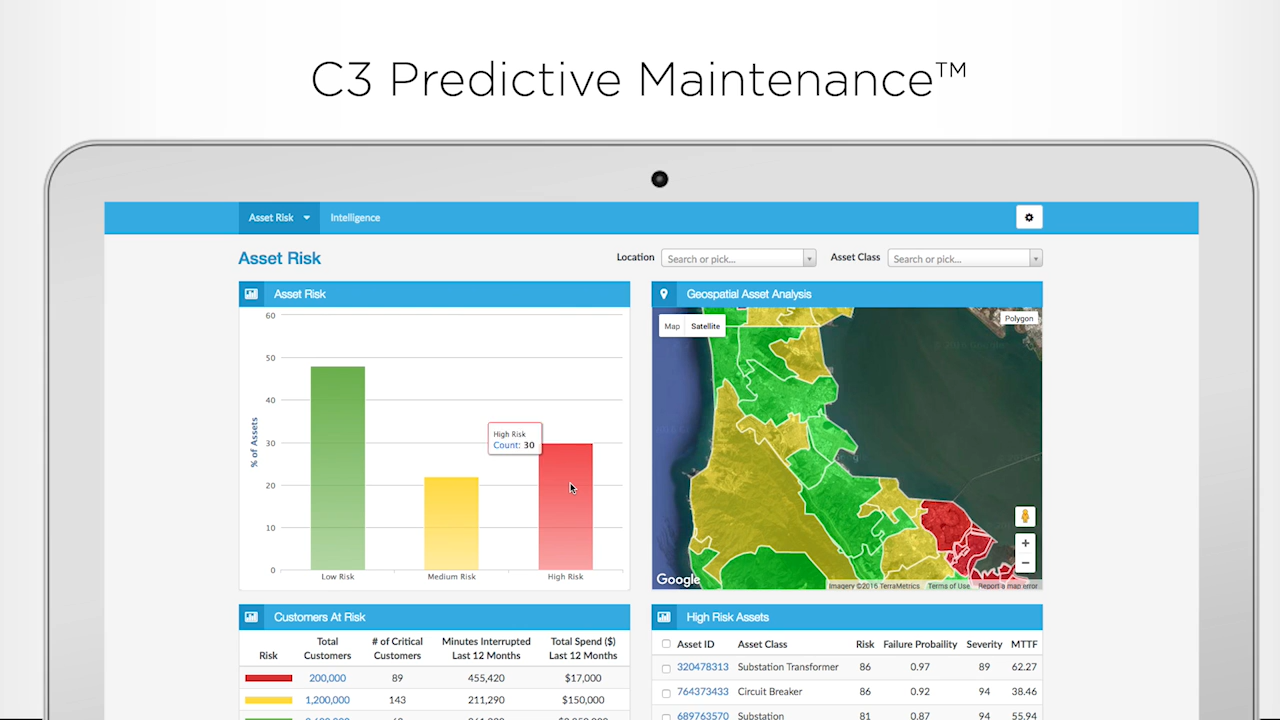 C3 Predictive Maintenance™
Asset Risk
Intelligence
Asset Risk
Location
Search or pick...
Asset Class
Search or pick...
Asset Risk
60
50
40
30
20
10
0
% of Assets
High Risk
Count: 30
Low Risk
Medium Risk
High Risk
Geospatial Asset Analysis
Map
Satellite
Polygon
Google
Imagery ©2016 TerraMetrics
Terms of Use
Report a map error
Customers At Risk
Risk
Total Customers
# of Critical Customers
Minutes Interrupted Last 12 Months
Total Spend ($) Last 12 Months
200,000 89 455,420 $17,000
1,200,000 143 211,290 $150,000
High Risk Assets
Asset ID Asset Class Risk Failure Probaility Severity MTTF
320478313 Substation Transformer 86 0.97 89 62.27
764373433 Circuit Breaker 86 0.92 94 38.46
689763570 Substation 81 0.87 94 55.94